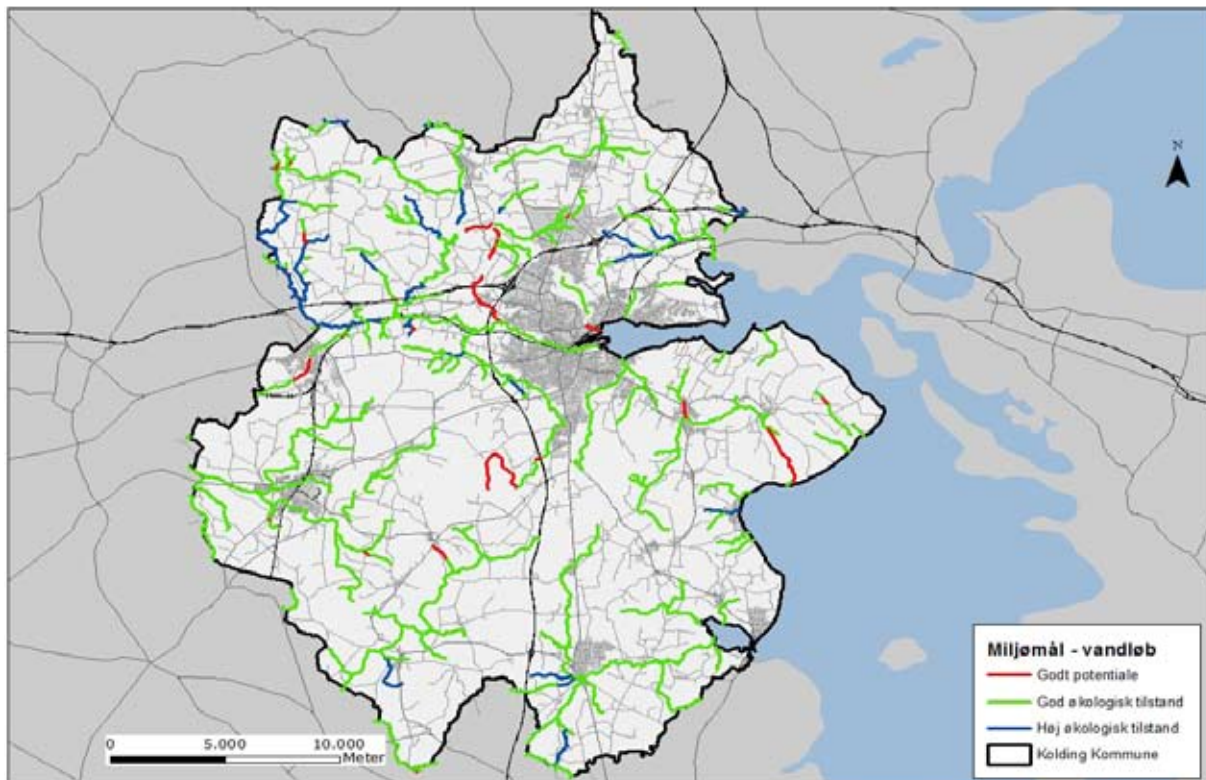 N
Miljømål - vandløb
Godt potentiale
God økologisk tilstand
Høj økologisk tilstand
Kolding Kommune
0 5.000 10.000
Meter